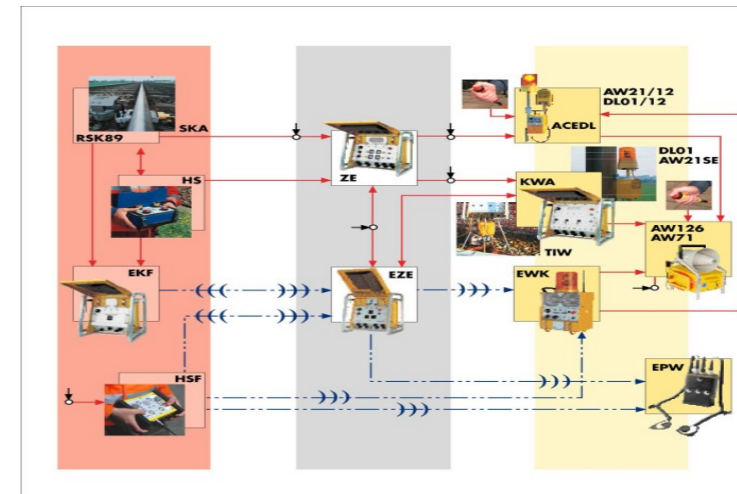 RSK89
SKA
HS
EKF
HSF
ZE
EZE
ACEDL
AW21/12
DL01/12
KWA
TIW
DL01
AW21SE
AW126
AW71
EWK
EPW